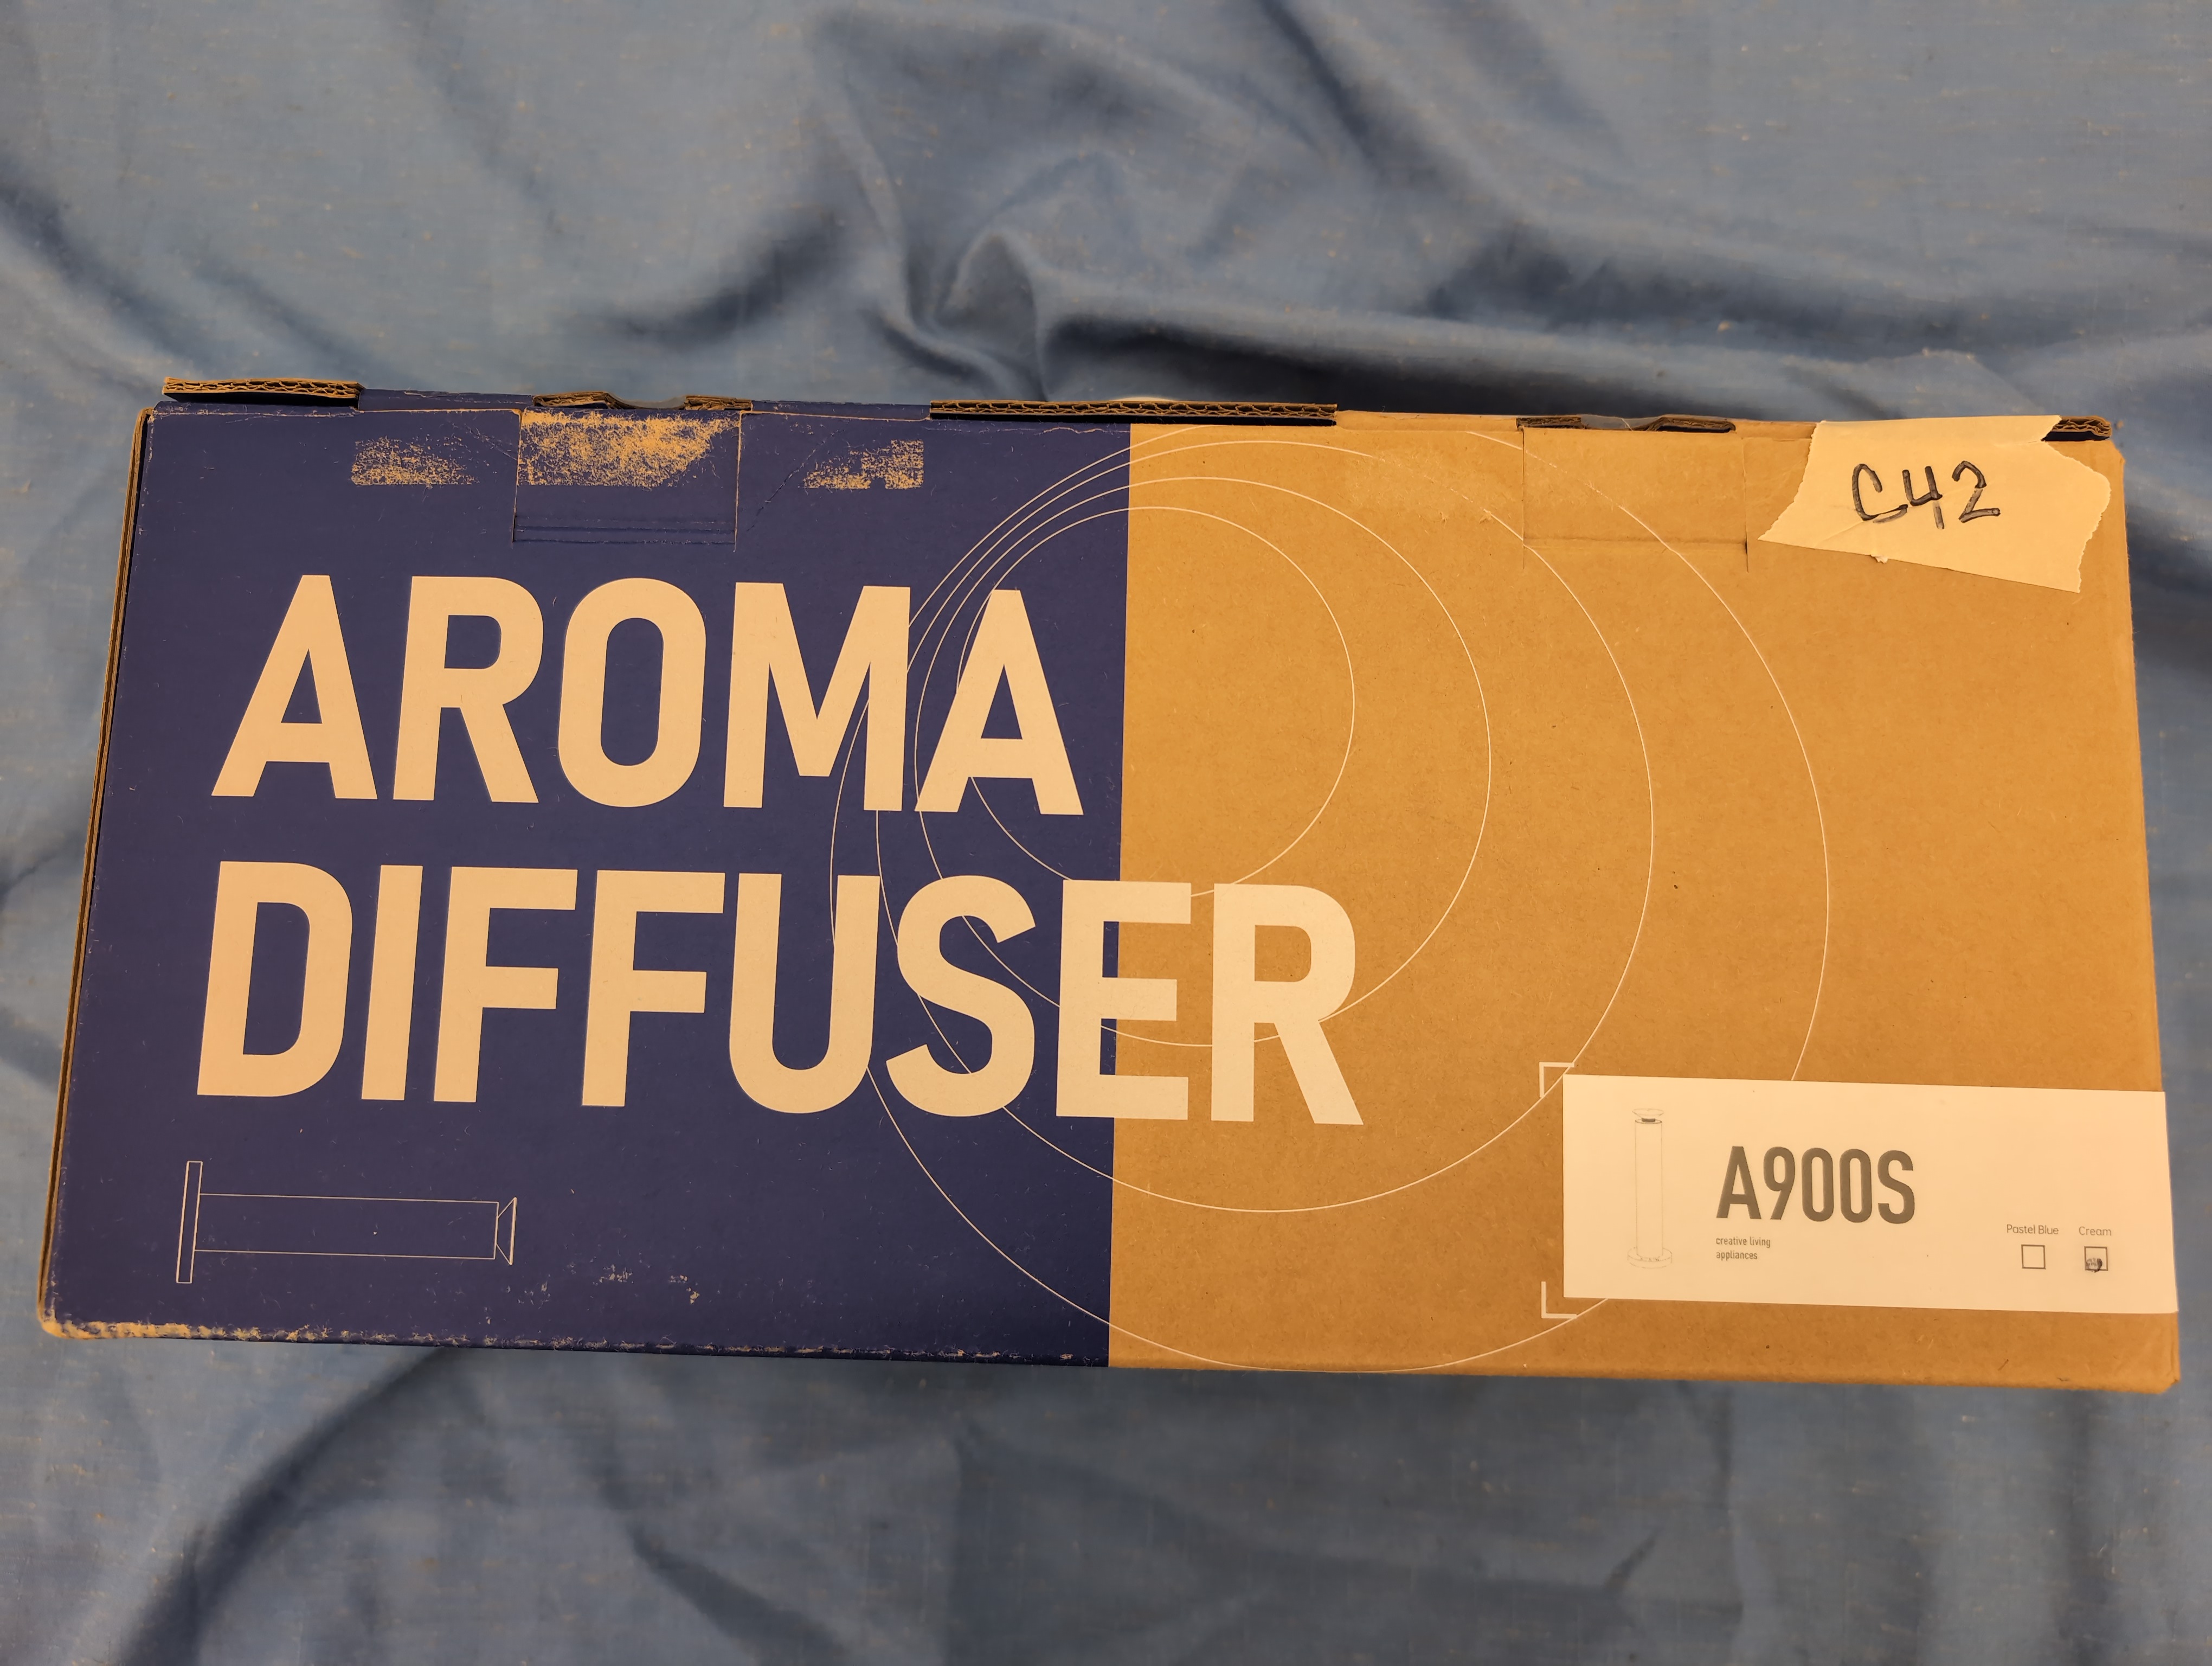 C42
AROMA
DIFFUSER
A900S
creative living
appliances
Pastel Blue
Cream